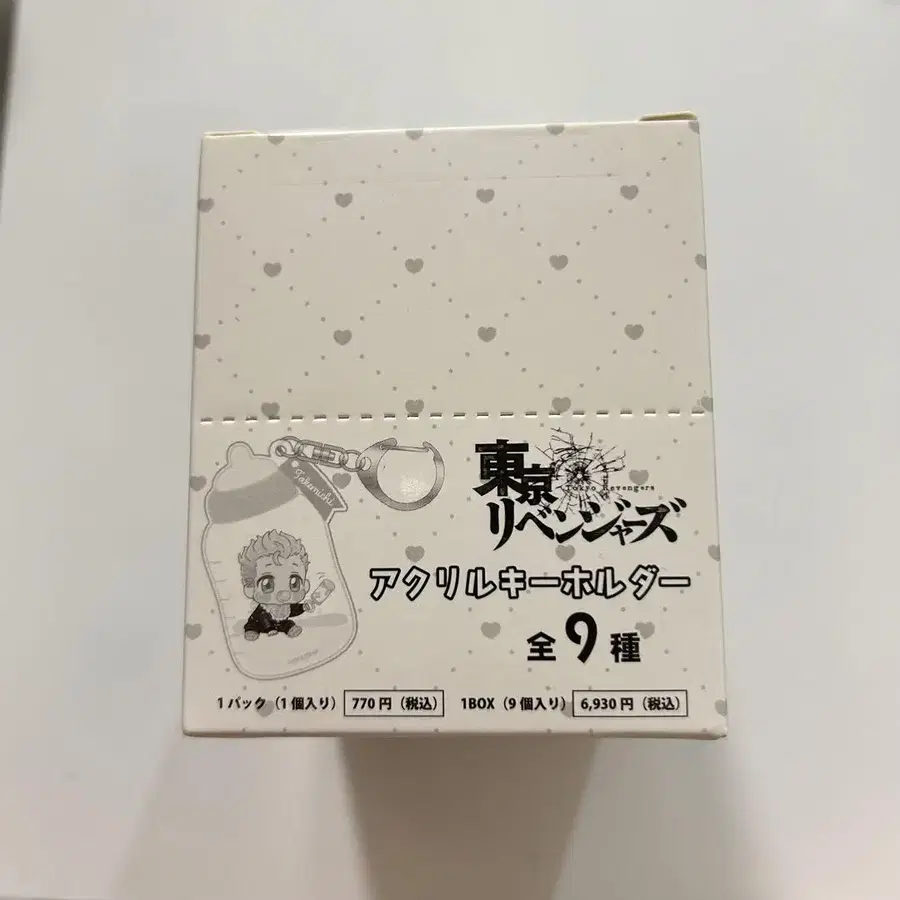 東京
Tokyo Revengers
リベンジャーズ
Takemichi
アクリルキーホルダー
全9種
1パック（1個入り） 770円（税込） 1BOX（9個入り） 6,930円（税込）